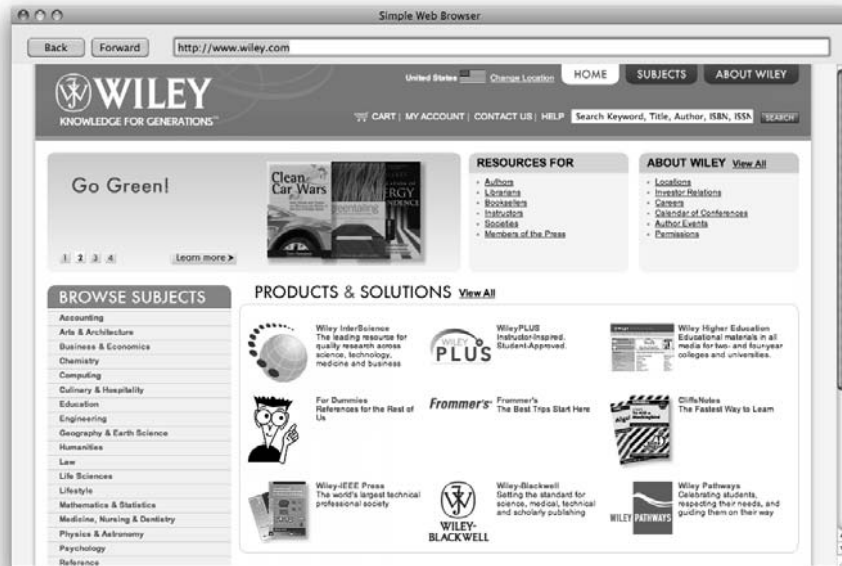 Simple Web Browser
Back
Forward
http://www.wiley.com
WILEY
KNOWLEDGE FOR GENERATIONS™
United States
Change Location
HOME
SUBJECTS
ABOUT WILEY
CART | MY ACCOUNT | CONTACT US | HELP
Search Keyword, Title, Author, ISBN, ISSN
SEARCH
Go Green!
Clean
Car Wars
1 2 3 4
Learn more >
RESOURCES FOR
Authors
Librarians
Booksellers
Instructors
Societies
Members of the Press
ABOUT WILEY View All
Locations
Investor Relations
Careers
Calendar of Conferences
Author Events
Permissions
BROWSE SUBJECTS
Accounting
Arts & Architecture
Business & Economics
Chemistry
Computing
Culinary & Hospitality
Education
Engineering
Geography & Earth Science
Humanities
Law
Life Sciences
Lifestyle
Mathematics & Statistics
Medicine, Nursing & Dentistry
Physics & Astronomy
Psychology
Reference
PRODUCTS & SOLUTIONS View All
Wiley InterScience
The leading resource for
quality research across
science, technology,
medicine and business
WILEY
PLUS
WileyPLUS
Instructor-Inspired.
Student-Approved.
Wiley Higher Education
Educational materials in all
media for two- and four-year
colleges and universities.
For Dummies
References for the Rest of
Us
Frommer's
Frommer's
The Best Trips Start Here
CliffsNotes
The Fastest Way to Learn
Wiley-IEEE Press
The world's largest technical
professional society
WILEY-
BLACKWELL
Wiley-Blackwell
Setting the standard for
science, medical, technical
and scholarly publishing
WILEY PATHWAYS
Wiley Pathways
Celebrating students,
respecting their needs, and
guiding them on their way